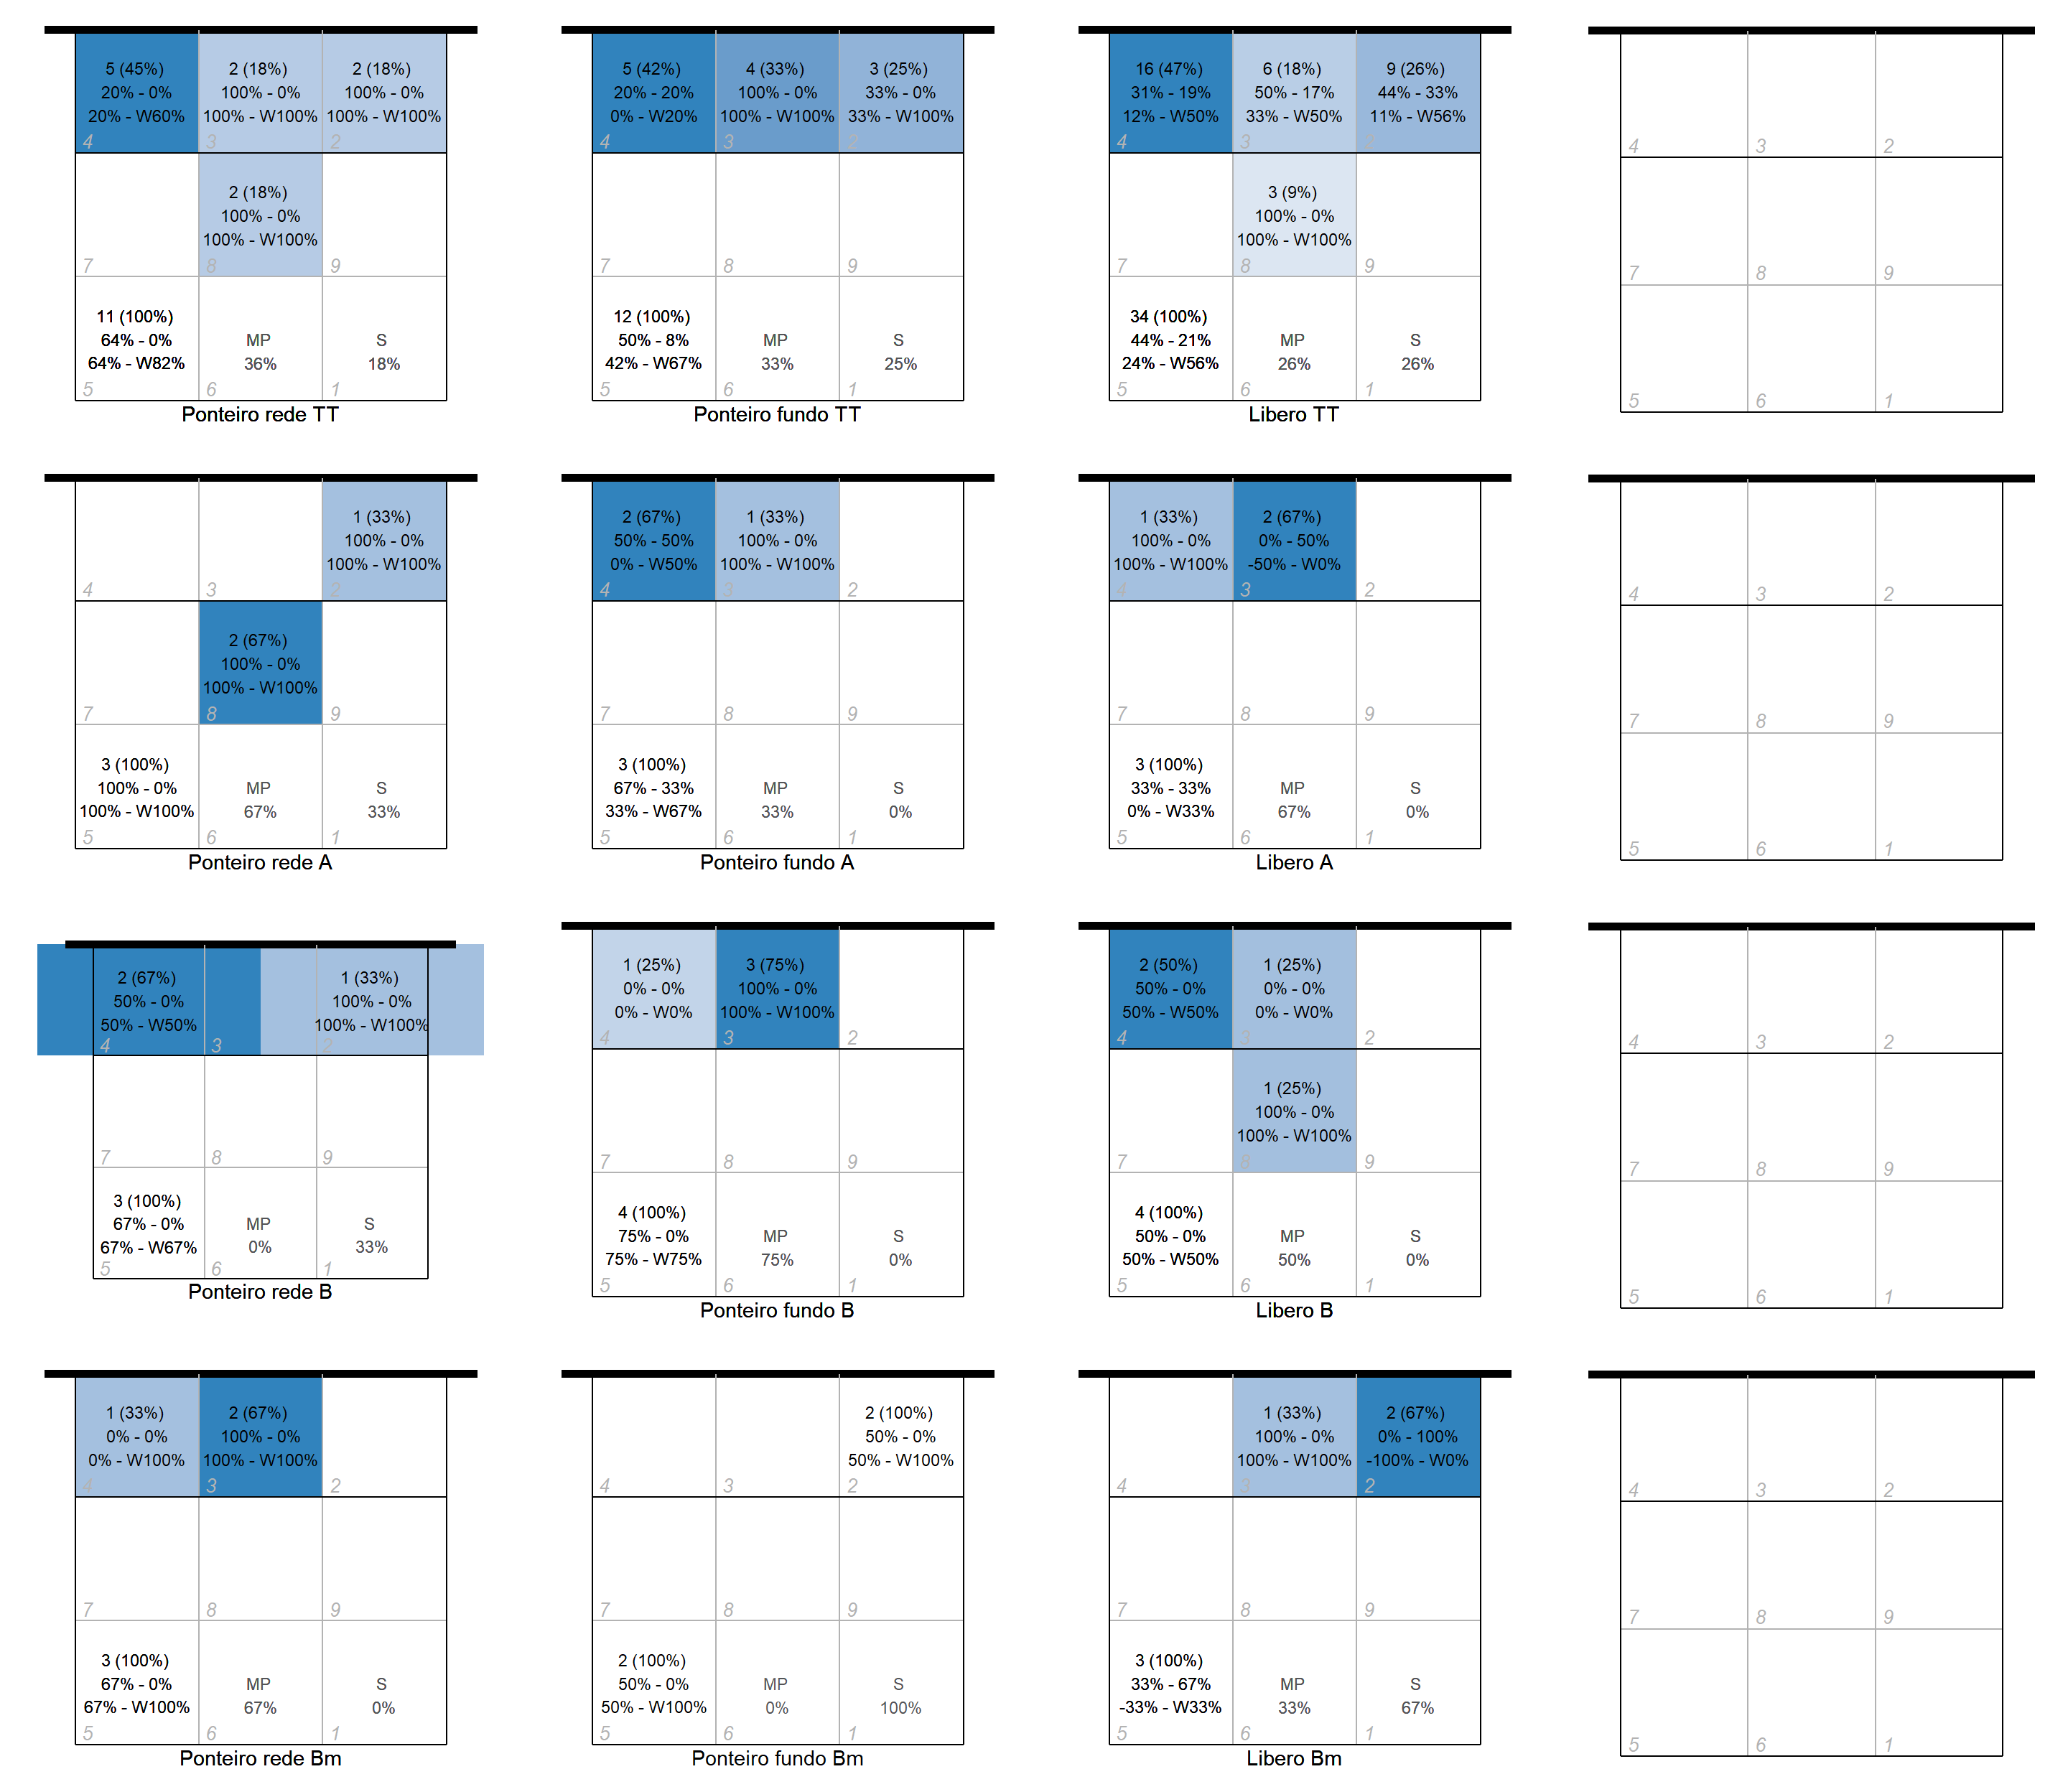 5 (45%)
20% - 0%
20% - W60%
4
2 (18%)
100% - 0%
100% - W100%
3
2 (18%)
100% - 0%
100% - W100%
2
7
2 (18%)
100% - 0%
100% - W100%
8
9
11 (100%)
64% - 0%
64% - W82%
5
MP
36%
6
S
18%
1
Ponteiro rede TT
5 (42%)
20% - 20%
0% - W20%
4
4 (33%)
100% - 0%
100% - W100%
3
3 (25%)
33% - 0%
33% - W100%
2
7
8
9
12 (100%)
50% - 8%
42% - W67%
5
MP
33%
6
S
25%
1
Ponteiro fundo TT
16 (47%)
31% - 19%
12% - W50%
4
6 (18%)
50% - 17%
33% - W50%
3
9 (26%)
44% - 33%
11% - W56%
2
7
3 (9%)
100% - 0%
100% - W100%
8
9
34 (100%)
44% - 21%
24% - W56%
5
MP
26%
6
S
26%
1
Libero TT
4
3
2
7
8
9
5
6
1
4
3
1 (33%)
100% - 0%
100% - W100%
2
7
2 (67%)
100% - 0%
100% - W100%
8
9
3 (100%)
100% - 0%
100% - W100%
5
MP
67%
6
S
33%
1
Ponteiro rede A
2 (67%)
50% - 50%
0% - W50%
4
1 (33%)
100% - 0%
100% - W100%
3
2
7
8
9
3 (100%)
67% - 33%
33% - W67%
5
MP
33%
6
S
0%
1
Ponteiro fundo A
1 (33%)
100% - 0%
100% - W100%
4
2 (67%)
0% - 50%
-50% - W0%
3
2
7
8
9
3 (100%)
33% - 33%
0% - W33%
5
MP
67%
6
S
0%
1
Libero A
4
3
2
7
8
9
5
6
1
2 (67%)
50% - 0%
50% - W50%
4
3
1 (33%)
100% - 0%
100% - W100%
2
7
8
9
3 (100%)
67% - 0%
67% - W67%
5
MP
0%
6
S
33%
1
Ponteiro rede B
1 (25%)
0% - 0%
0% - W0%
4
3 (75%)
100% - 0%
100% - W100%
3
2
7
8
9
4 (100%)
75% - 0%
75% - W75%
5
MP
75%
6
S
0%
1
Ponteiro fundo B
2 (50%)
50% - 0%
50% - W50%
4
1 (25%)
0% - 0%
0% - W0%
3
2
7
1 (25%)
100% - 0%
100% - W100%
8
9
4 (100%)
50% - 0%
50% - W50%
5
MP
50%
6
S
0%
1
Libero B
4
3
2
7
8
9
5
6
1
1 (33%)
0% - 0%
0% - W100%
4
2 (67%)
100% - 0%
100% - W100%
3
2
7
8
9
3 (100%)
67% - 0%
67% - W100%
5
MP
67%
6
S
0%
1
Ponteiro rede Bm
4
3
2 (100%)
50% - 0%
50% - W100%
2
7
8
9
2 (100%)
50% - 0%
50% - W100%
5
MP
0%
6
S
100%
1
Ponteiro fundo Bm
4
1 (33%)
100% - 0%
100% - W100%
3
2 (67%)
0% - 100%
-100% - W0%
2
7
8
9
3 (100%)
33% - 67%
-33% - W33%
5
MP
33%
6
S
67%
1
Libero Bm
4
3
2
7
8
9
5
6
1